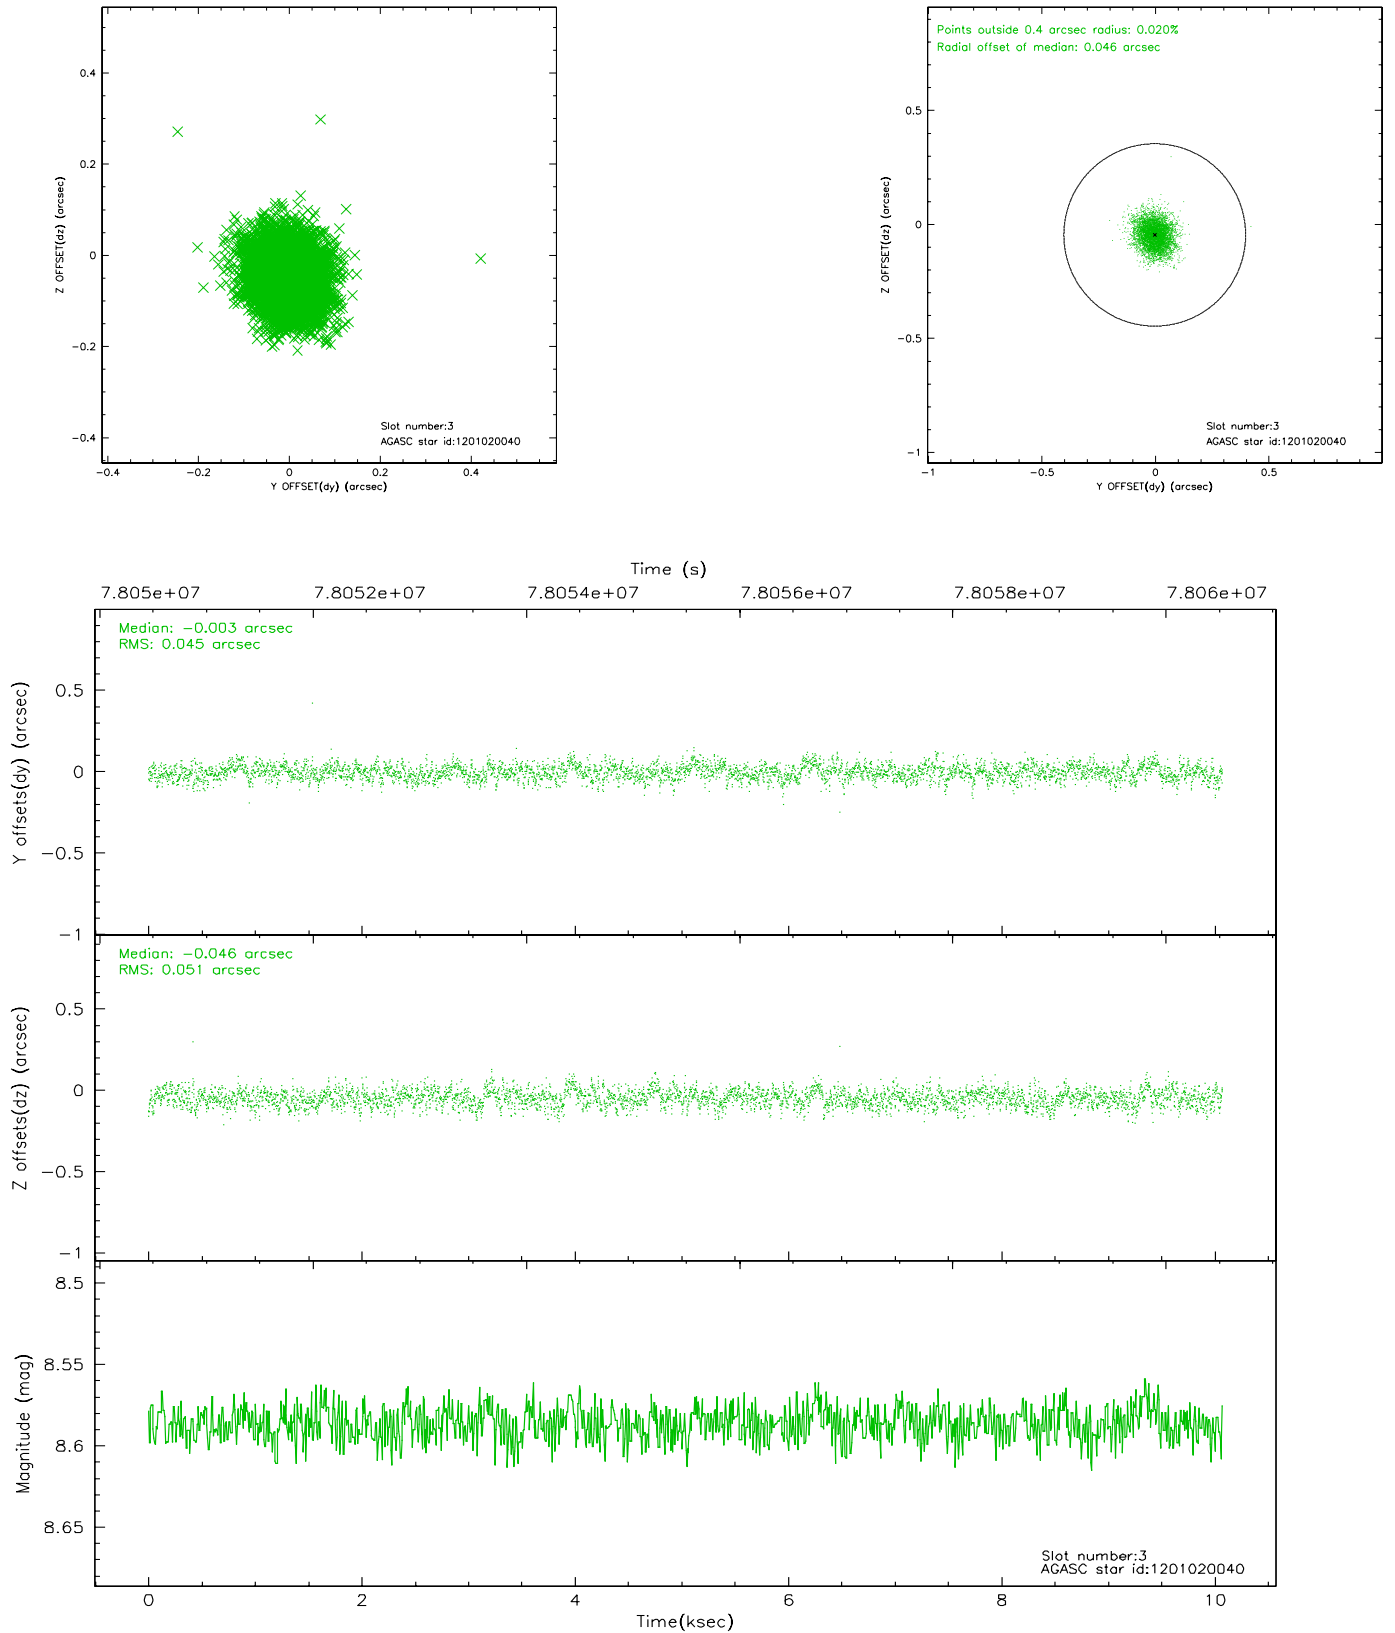 0.4
0.2
0
−0.2
−0.4
Z OFFSET(dz) (arcsec)
−0.4 −0.2 0 0.2 0.4
Y OFFSET(dy) (arcsec)
Slot number:3
AGASC star id:1201020040
Points outside 0.4 arcsec radius: 0.020%
Radial offset of median: 0.046 arcsec
0.5
0
−0.5
−1
Z OFFSET(dz) (arcsec)
−1 −0.5 0 0.5
Y OFFSET(dy) (arcsec)
Slot number:3
AGASC star id:1201020040
Time (s)
7.805e+07 7.8052e+07 7.8054e+07 7.8056e+07 7.8058e+07 7.806e+07
Median: −0.003 arcsec
RMS: 0.045 arcsec
0.5
0
−0.5
−1
Y offsets(dy) (arcsec)
Median: −0.046 arcsec
RMS: 0.051 arcsec
0.5
0
−0.5
−1
Z offsets(dz) (arcsec)
8.5
8.55
8.6
8.65
Magnitude (mag)
Slot number:3
AGASC star id:1201020040
0 2 4 6 8 10
Time(ksec)